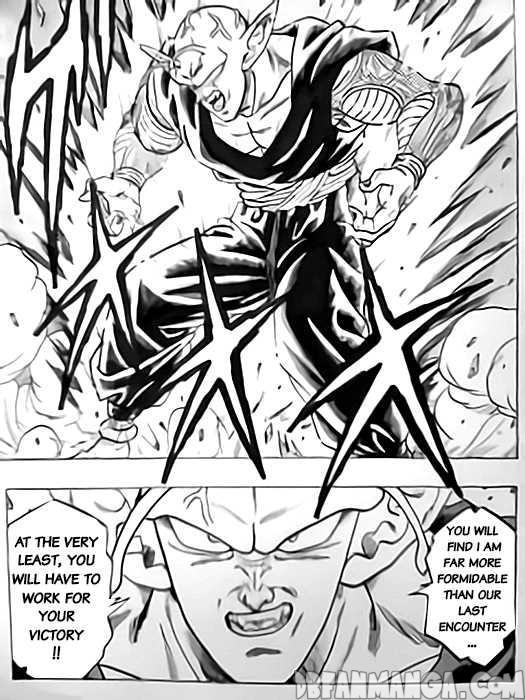 YOU WILL
FIND I AM
FAR MORE
FORMIDABLE
THAN OUR
LAST
ENCOUNTER
...
AT THE VERY
LEAST, YOU
WILL HAVE TO
WORK FOR
YOUR
VICTORY
!!
DBFANMANGA.COM